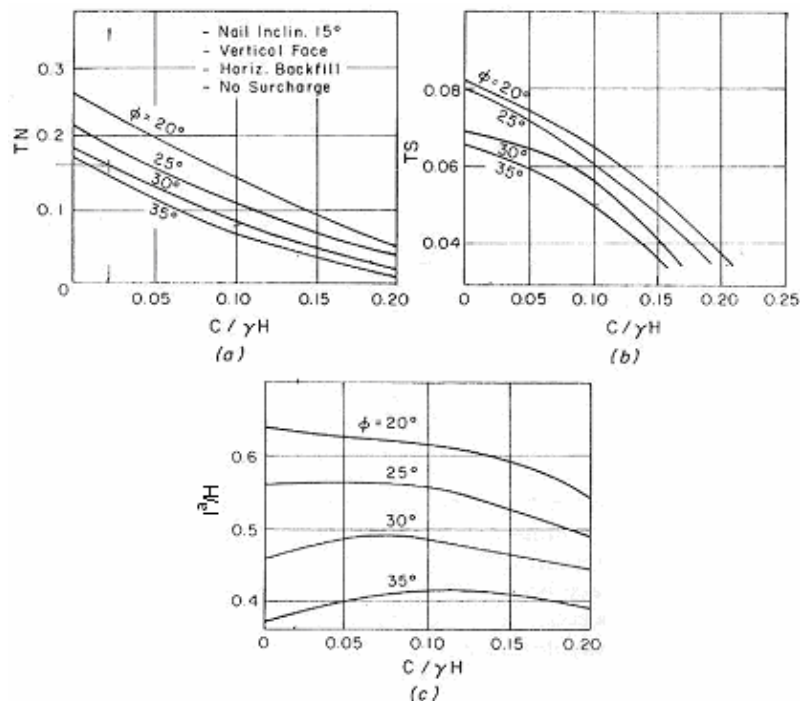 TN
0.3
0.2
0.1
0
0.05
0.10
0.15
0.20
- Nail Inclin. 15°
- Vertical Face
- Horiz. Backfill
- No Surcharge
ϕ = 20°
25°
30°
35°
C / γH
(a)
TS
0.08
0.06
0.04
0
0.05
0.10
0.15
0.20
0.25
ϕ = 20°
25°
30°
35°
C / γH
(b)
la/H
0.6
0.5
0.4
0
0.05
0.10
0.15
0.20
ϕ = 20°
25°
30°
35°
C / γH
(c)